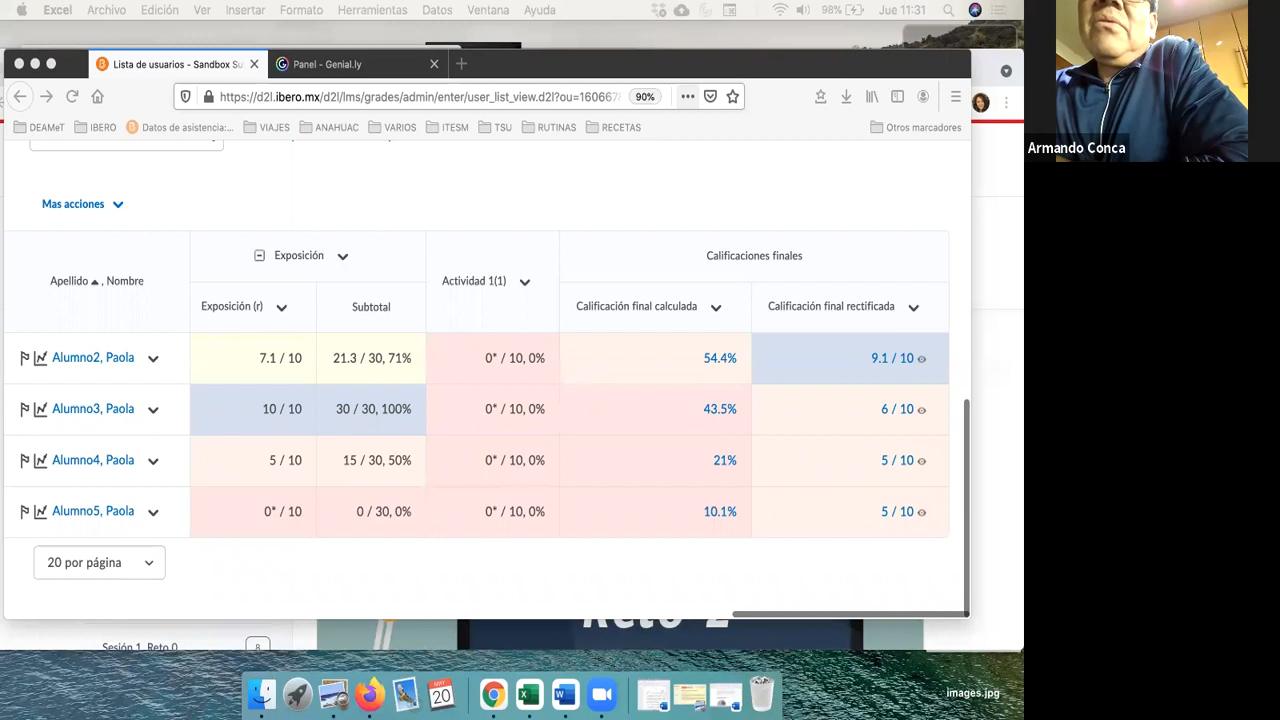 Excel Archivo Edición Ver Insertar Formato Herramientas Datos Ventana Ayuda 98% Jue 11:31
Lista de usuarios - Sandbox Su
Panel - Genial.ly
https://d2l.ibero.mx/d2l/lms/grades/admin/enter/user_list_view.d2l?ou=160667 90%
DEAMeT IBERO Datos de asistencia:... VIAJES ANAHUAC VARIOS ITESM TSU RUTINAS RECETAS Otros marcadores
Armando Conca
Mas acciones
Exposición Calificaciones finales
Apellido , Nombre Actividad 1(1)
Exposición (r) Subtotal Calificación final calculada Calificación final rectificada
Alumno2, Paola 7.1 / 10 21.3 / 30, 71% 0* / 10, 0% 54.4% 9.1 / 10
Alumno3, Paola 10 / 10 30 / 30, 100% 0* / 10, 0% 43.5% 6 / 10
Alumno4, Paola 5 / 10 15 / 30, 50% 0* / 10, 0% 21% 5 / 10
Alumno5, Paola 0* / 10 0 / 30, 0% 0* / 10, 0% 10.1% 5 / 10
20 por página
Reto 2
Sesión 1. Reto 0 8
MAY 20
images.jpg